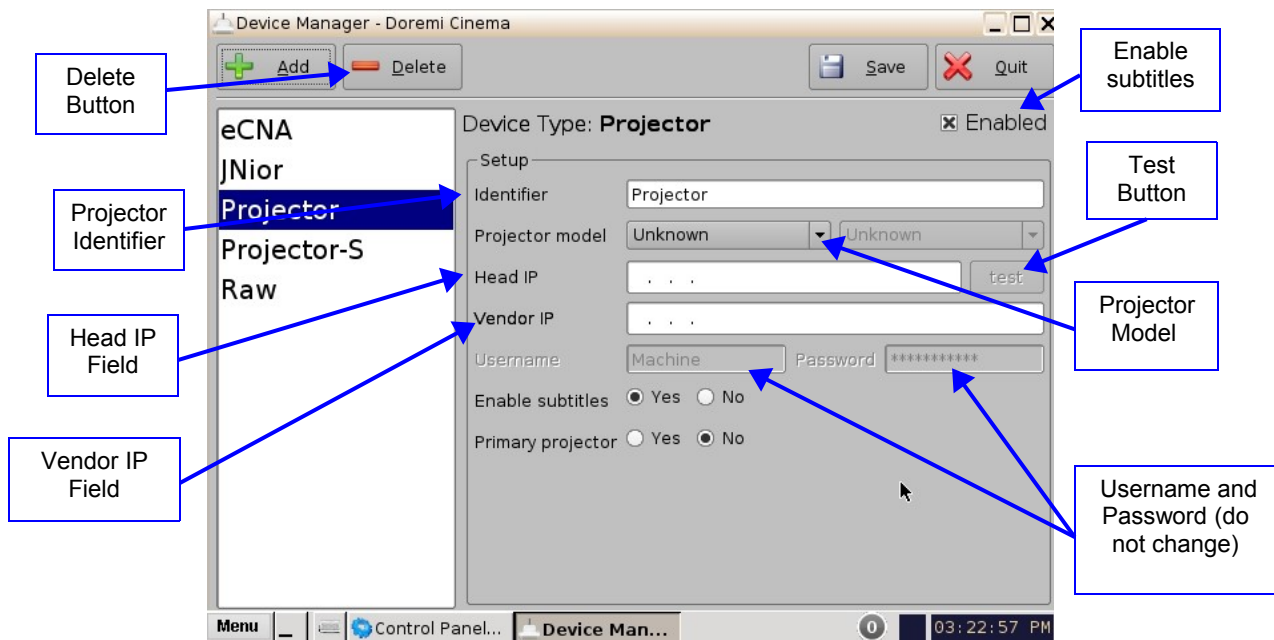 Device Manager - Doremi Cinema
Add
Delete
Save
Quit
Delete
Button
Enable
subtitles
eCNA
JNior
Projector
Projector-S
Raw
Device Type: Projector
Enabled
Setup
Identifier
Projector
Projector model
Unknown
Unknown
Head IP
. . .
test
Vendor IP
. . .
Username
Machine
Password
***********
Enable subtitles
Yes
No
Primary projector
Yes
No
Projector
Identifier
Head IP
Field
Vendor IP
Field
Test
Button
Projector
Model
Username and
Password (do
not change)
Menu
Control Panel...
Device Man...
0
03:22:57 PM